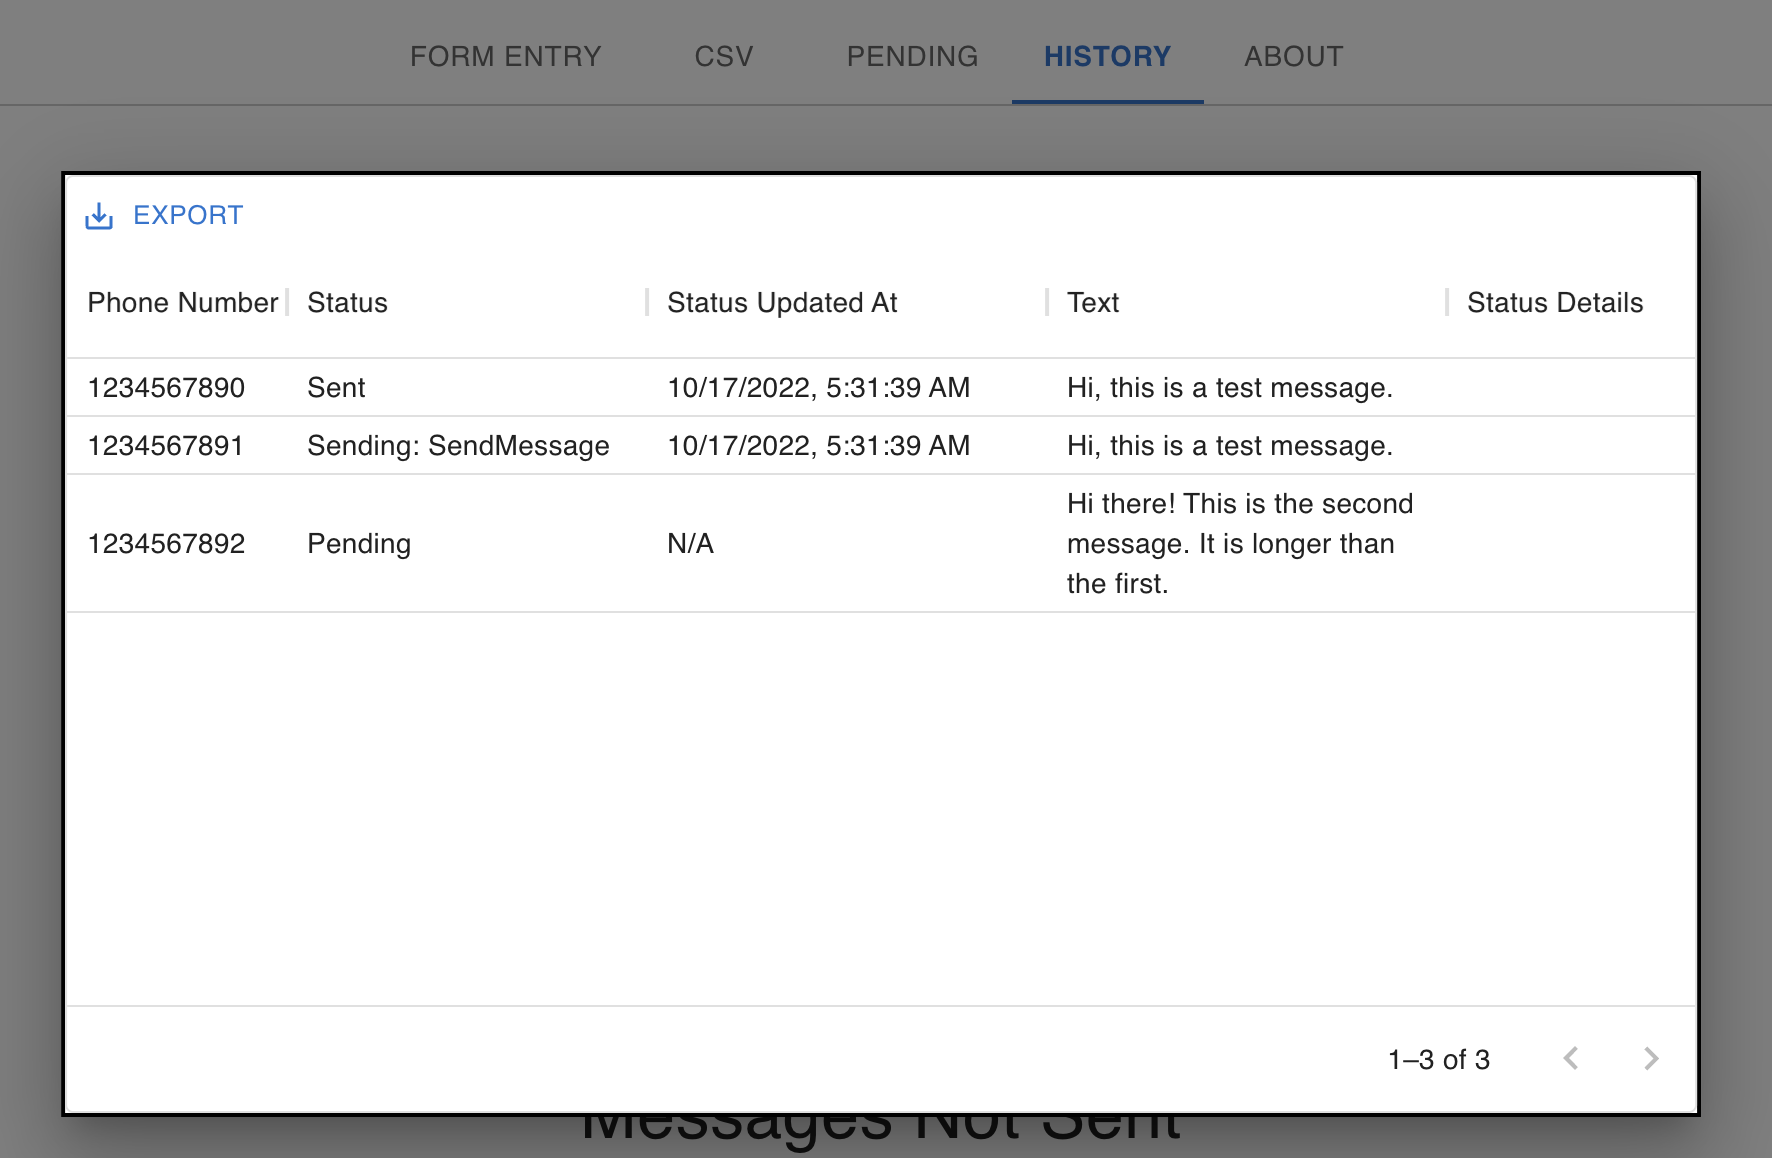 FORM ENTRY CSV PENDING HISTORY ABOUT
EXPORT
Phone Number Status Status Updated At Text Status Details
1234567890 Sent 10/17/2022, 5:31:39 AM Hi, this is a test message.
1234567891 Sending: SendMessage 10/17/2022, 5:31:39 AM Hi, this is a test message.
1234567892 Pending N/A Hi there! This is the second
message. It is longer than
the first.
1–3 of 3
Messages Not Sent